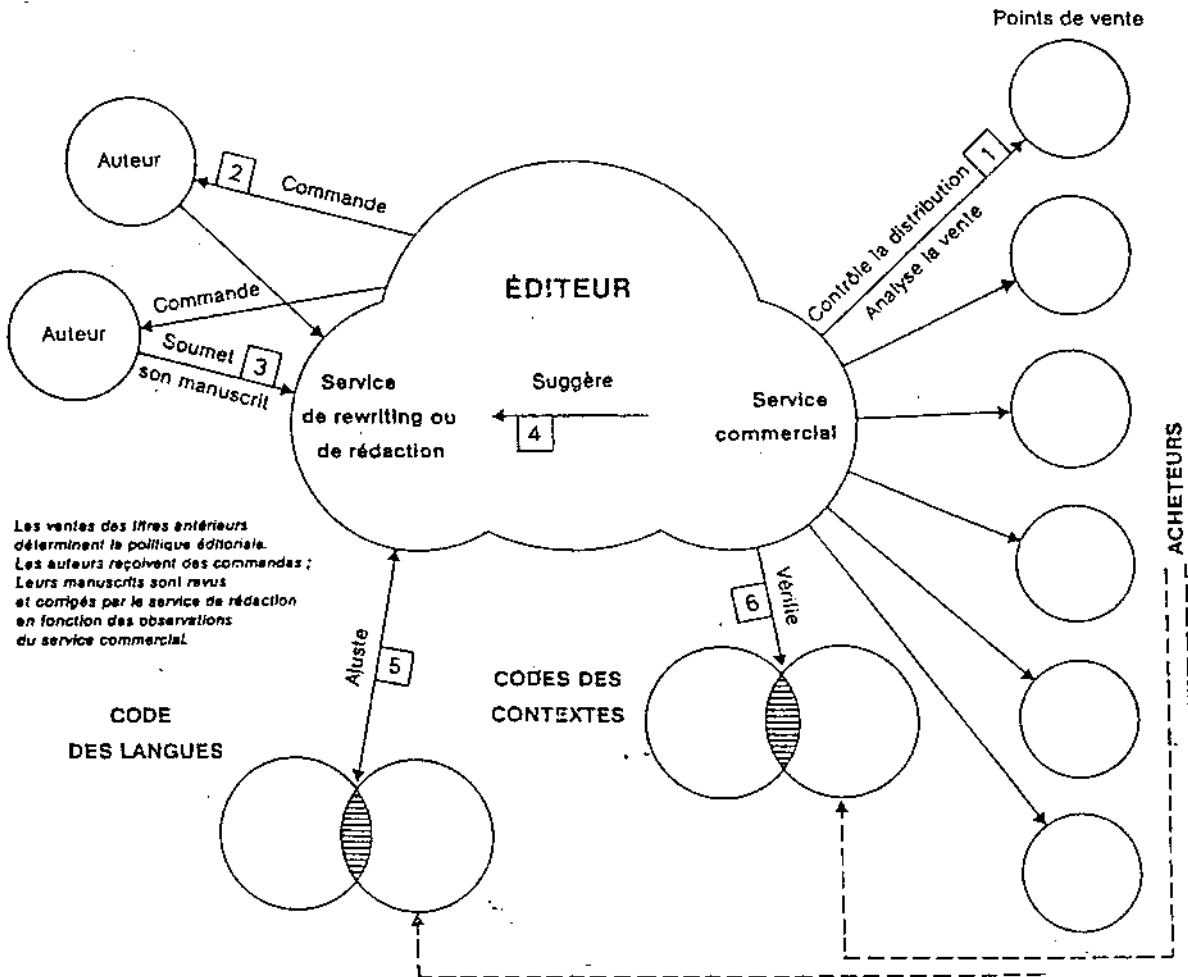 Points de vente
Auteur
2
Commande
Contrôle la distribution
1
Analyse la vente
ÉDITEUR
Commande
Auteur
Soumet
3
son manuscrit
Service
de rewriting ou
de rédaction
Suggère
4
Service
commercial
ACHETEURS
Les ventes des titres antérieurs
déterminent la politique éditoriale.
Les auteurs reçoivent des commandes ;
Leurs manuscrits sont revus
et corrigés par le service de rédaction
en fonction des observations
du service commercial.
Ajuste
5
6
Vérifie
CODE
DES LANGUES
CODES DES
CONTEXTES